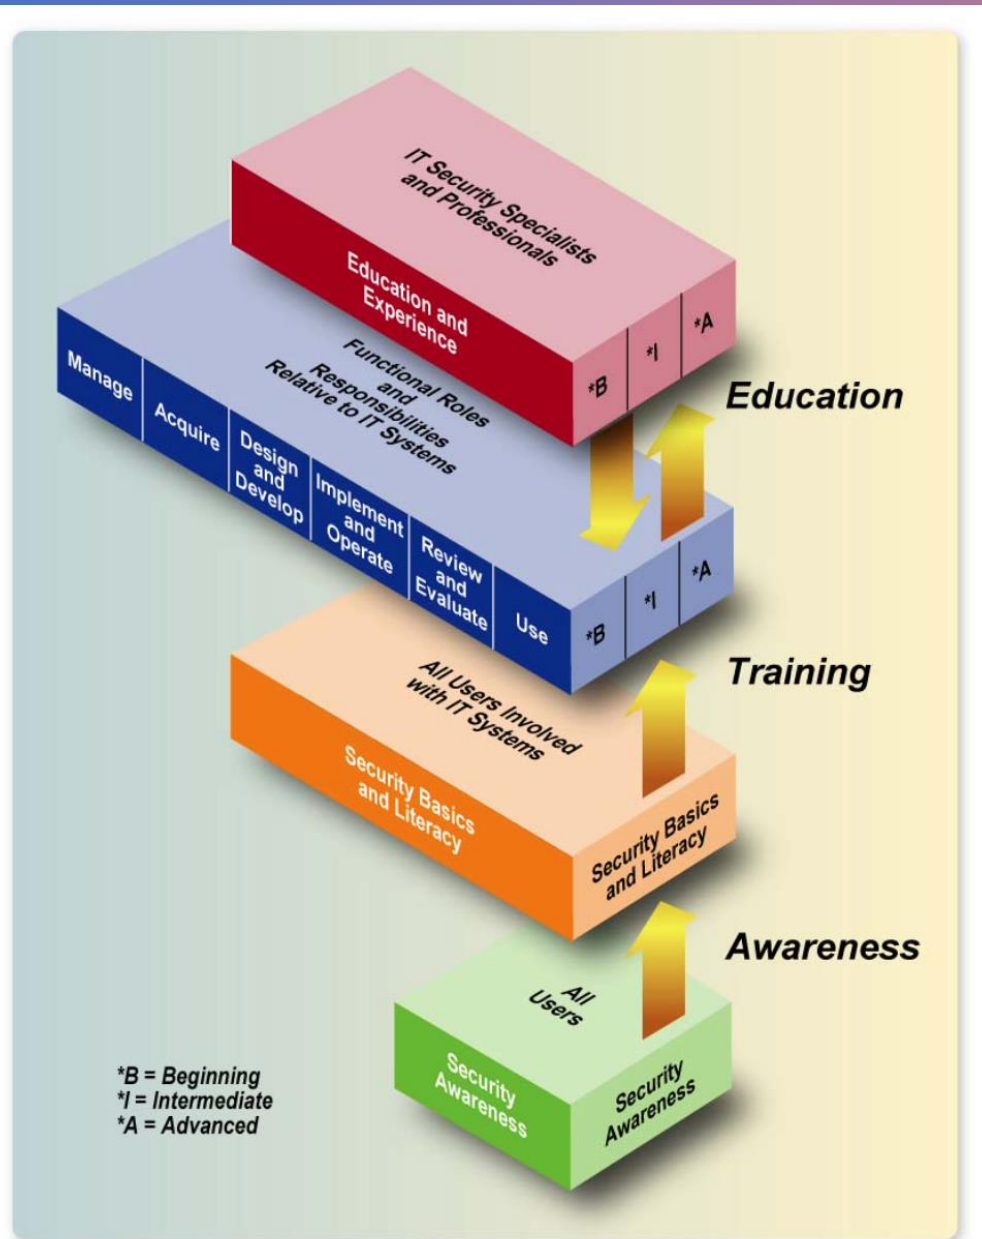 IT Security Specialists
and Professionals
Education and
Experience
*B
*I
*A
Education
Functional Roles
and
Responsibilities
Relative to IT Systems
Manage
Acquire
Design
and
Develop
Implement
and
Operate
Review
and
Evaluate
Use
*B
*I
*A
Training
All Users Involved
with IT Systems
Security Basics
and Literacy
Security Basics
and Literacy
Awareness
All
Users
Security
Awareness
Security
Awareness
*B = Beginning
*I = Intermediate
*A = Advanced